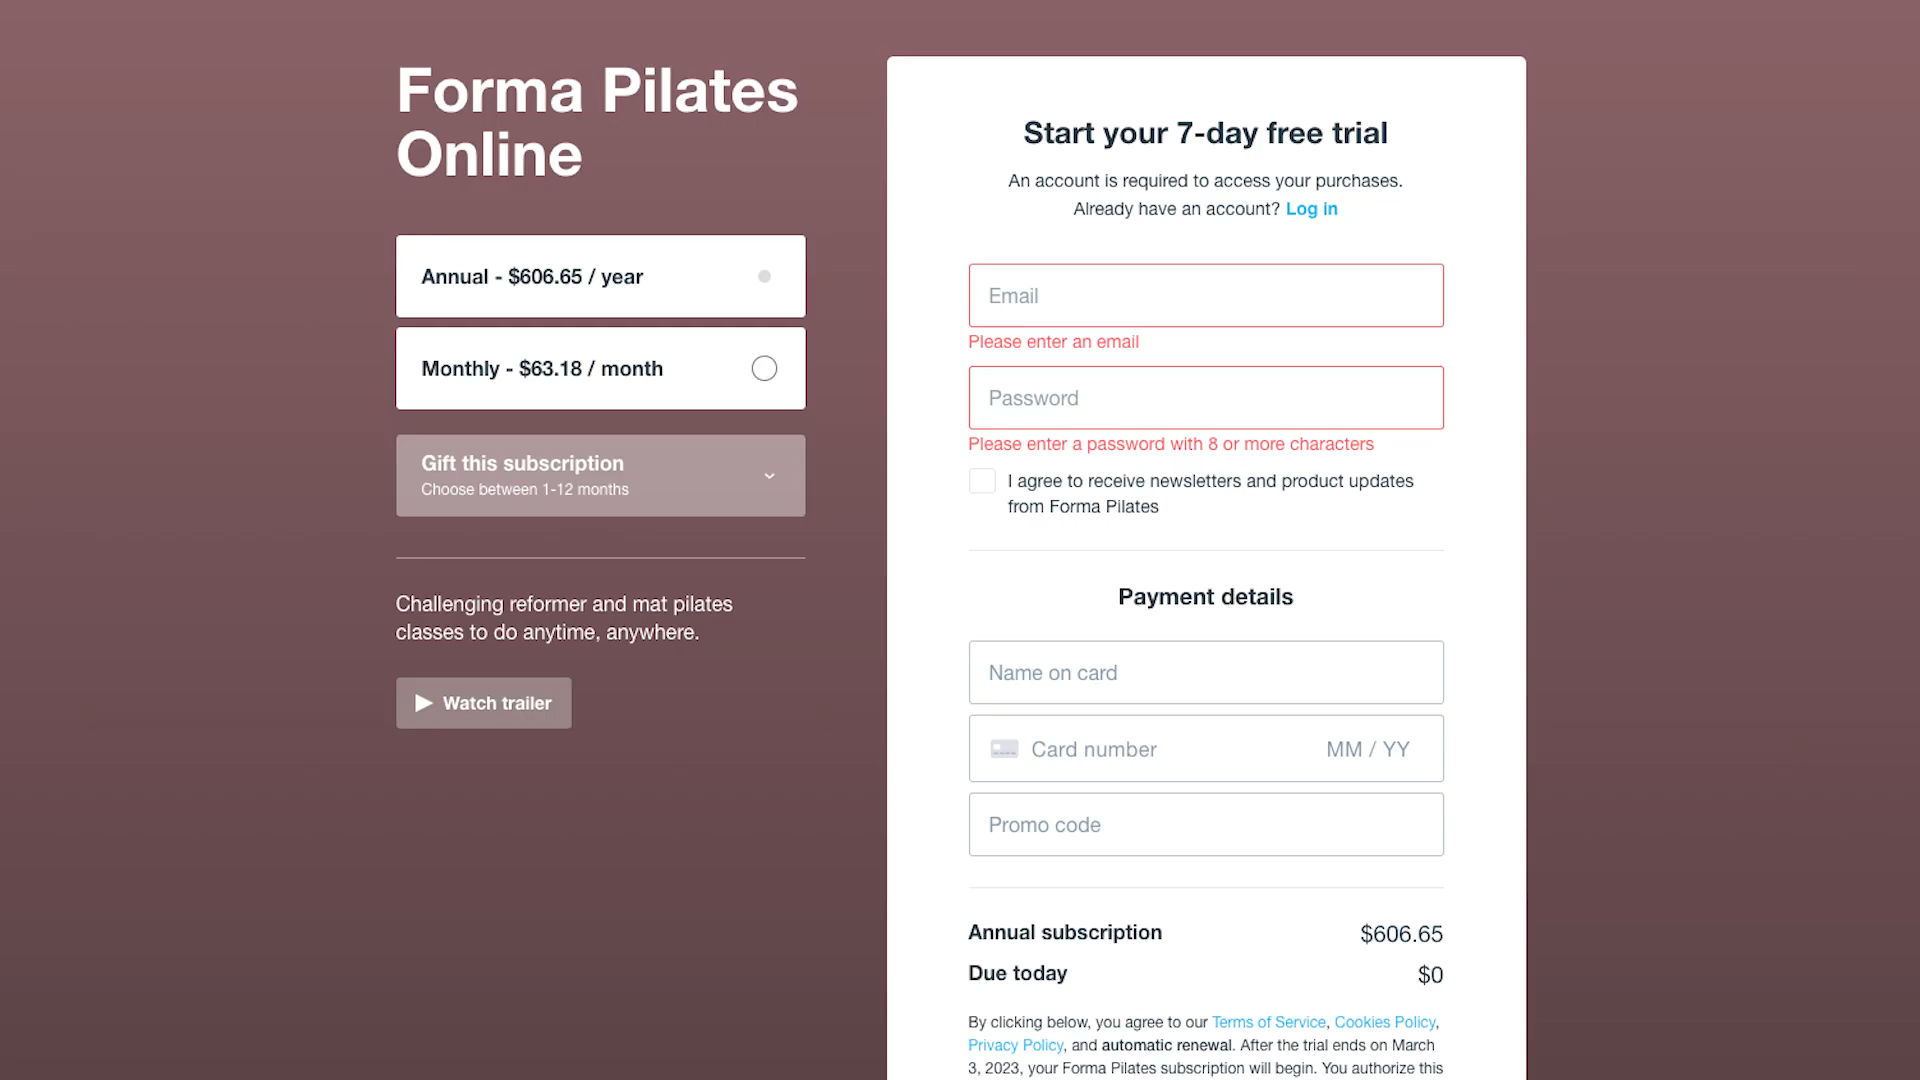 Forma Pilates
Online
Annual - $606.65 / year
Monthly - $63.18 / month
Gift this subscription
Choose between 1-12 months
Challenging reformer and mat pilates
classes to do anytime, anywhere.
Watch trailer
Start your 7-day free trial
An account is required to access your purchases.
Already have an account? Log in
Email
Please enter an email
Password
Please enter a password with 8 or more characters
I agree to receive newsletters and product updates
from Forma Pilates
Payment details
Name on card
Card number MM / YY
Promo code
Annual subscription $606.65
Due today $0
By clicking below, you agree to our Terms of Service, Cookies Policy,
Privacy Policy, and automatic renewal. After the trial ends on March
3, 2023, your Forma Pilates subscription will begin. You authorize this